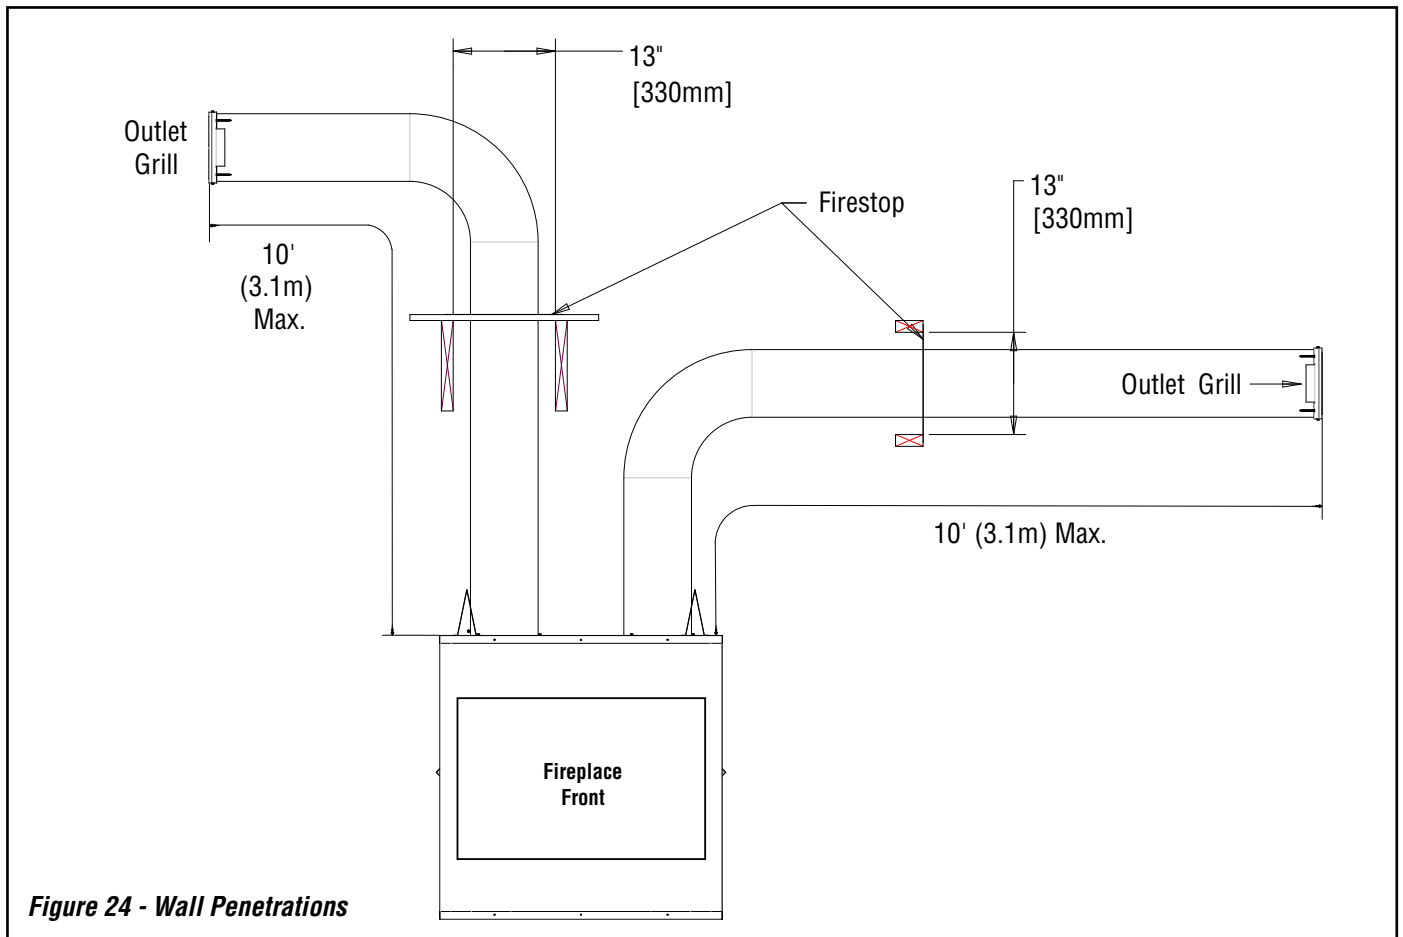 13"
[330mm]
Outlet
Grill
13"
[330mm]
Firestop
10'
(3.1m)
Max.
Outlet Grill
10' (3.1m) Max.
Fireplace
Front
Figure 24 - Wall Penetrations